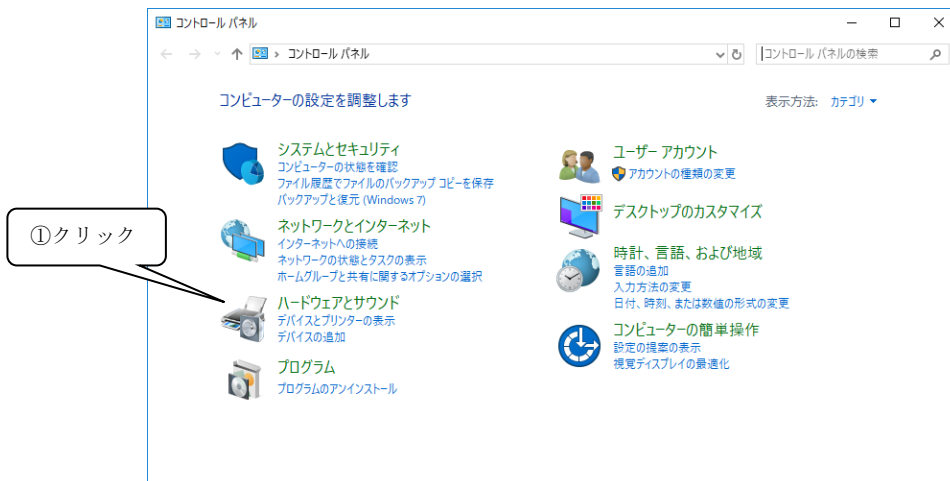 コントロール パネル
コントロール パネル
コントロール パネルの検索
コンピューターの設定を調整します
表示方法: カテゴリ
システムとセキュリティ
コンピューターの状態を確認
ファイル履歴でファイルのバックアップ コピーを保存
バックアップと復元 (Windows 7)
ネットワークとインターネット
インターネットへの接続
ネットワークの状態とタスクの表示
ホームグループと共有に関するオプションの選択
①クリック
ハードウェアとサウンド
デバイスとプリンターの表示
デバイスの追加
プログラム
プログラムのアンインストール
ユーザー アカウント
アカウントの種類の変更
デスクトップのカスタマイズ
時計、言語、および地域
言語の追加
入力方法の変更
日付、時刻、または数値の形式の変更
コンピューターの簡単操作
設定の提案の表示
視覚ディスプレイの最適化